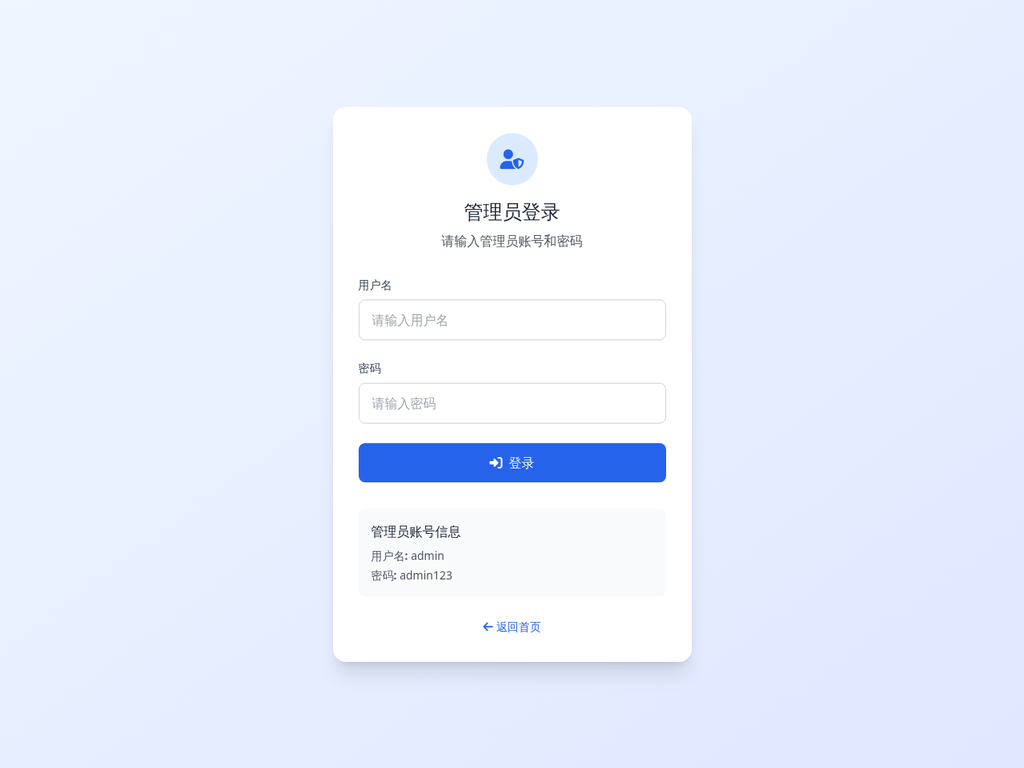 管理员登录
请输入管理员账号和密码
用户名
请输入用户名
密码
请输入密码
登录
管理员账号信息
用户名: admin
密码: admin123
返回首页